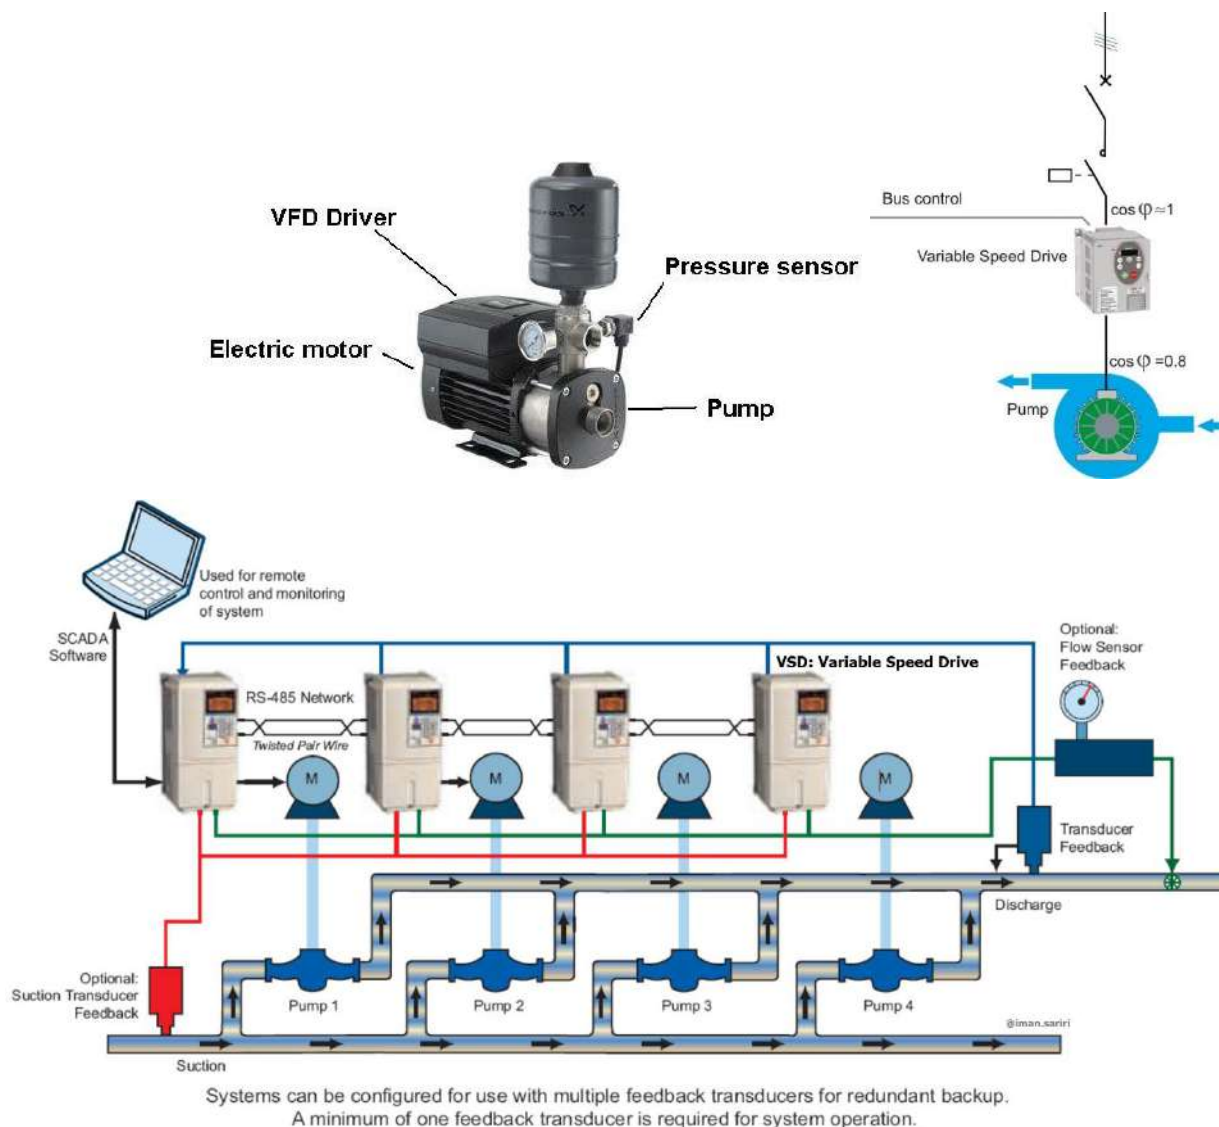 VFD Driver
Pressure sensor
Electric motor
Pump
Bus control
cos φ≈1
Variable Speed Drive
cos φ=0.8
Pump
Used for remote
control and monitoring
of system
SCADA
Software
VSD: Variable Speed Drive
Optional:
Flow Sensor
Feedback
RS-485 Network
Twisted Pair Wire
M
M
M
M
Transducer
Feedback
Discharge
Optional:
Suction Transducer
Feedback
Pump 1
Pump 2
Pump 3
Pump 4
@iman.sariri
Suction
Systems can be configured for use with multiple feedback transducers for redundant backup.
A minimum of one feedback transducer is required for system operation.